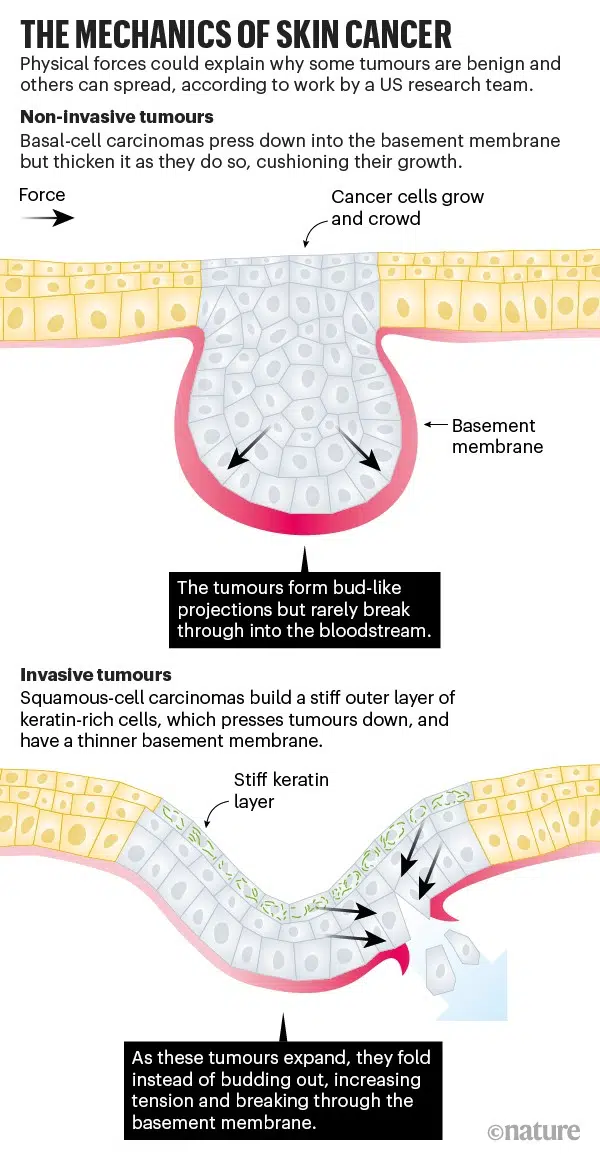 THE MECHANICS OF SKIN CANCER
Physical forces could explain why some tumours are benign and
others can spread, according to work by a US research team.
Non-invasive tumours
Basal-cell carcinomas press down into the basement membrane
but thicken it as they do so, cushioning their growth.
Force
Cancer cells grow
and crowd
Basement
membrane
The tumours form bud-like
projections but rarely break
through into the bloodstream.
Invasive tumours
Squamous-cell carcinomas build a stiff outer layer of
keratin-rich cells, which presses tumours down, and
have a thinner basement membrane.
Stiff keratin
layer
As these tumours expand, they fold
instead of budding out, increasing
tension and breaking through the
basement membrane.
©nature